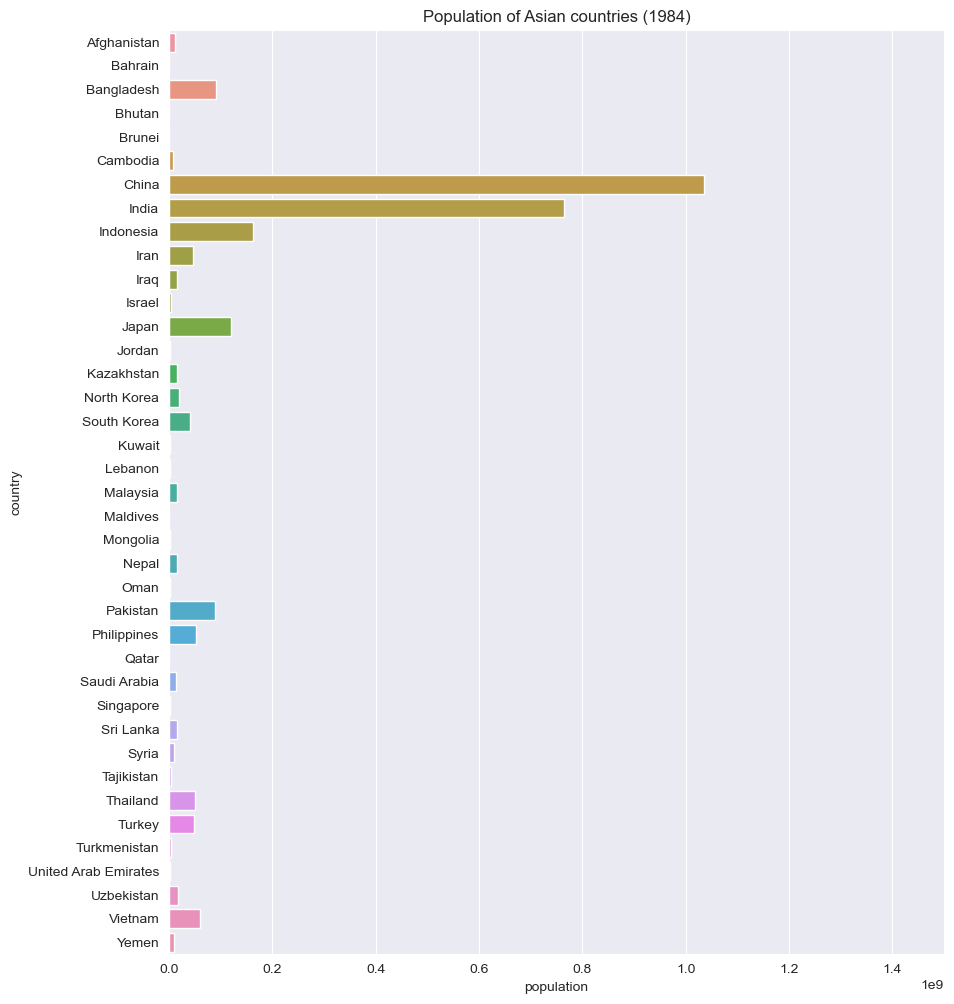 Population of Asian countries (1984)
country
Afghanistan
Bahrain
Bangladesh
Bhutan
Brunei
Cambodia
China
India
Indonesia
Iran
Iraq
Israel
Japan
Jordan
Kazakhstan
North Korea
South Korea
Kuwait
Lebanon
Malaysia
Maldives
Mongolia
Nepal
Oman
Pakistan
Philippines
Qatar
Saudi Arabia
Singapore
Sri Lanka
Syria
Tajikistan
Thailand
Turkey
Turkmenistan
United Arab Emirates
Uzbekistan
Vietnam
Yemen
0.0 0.2 0.4 0.6 0.8 1.0 1.2 1.4
1e9
population